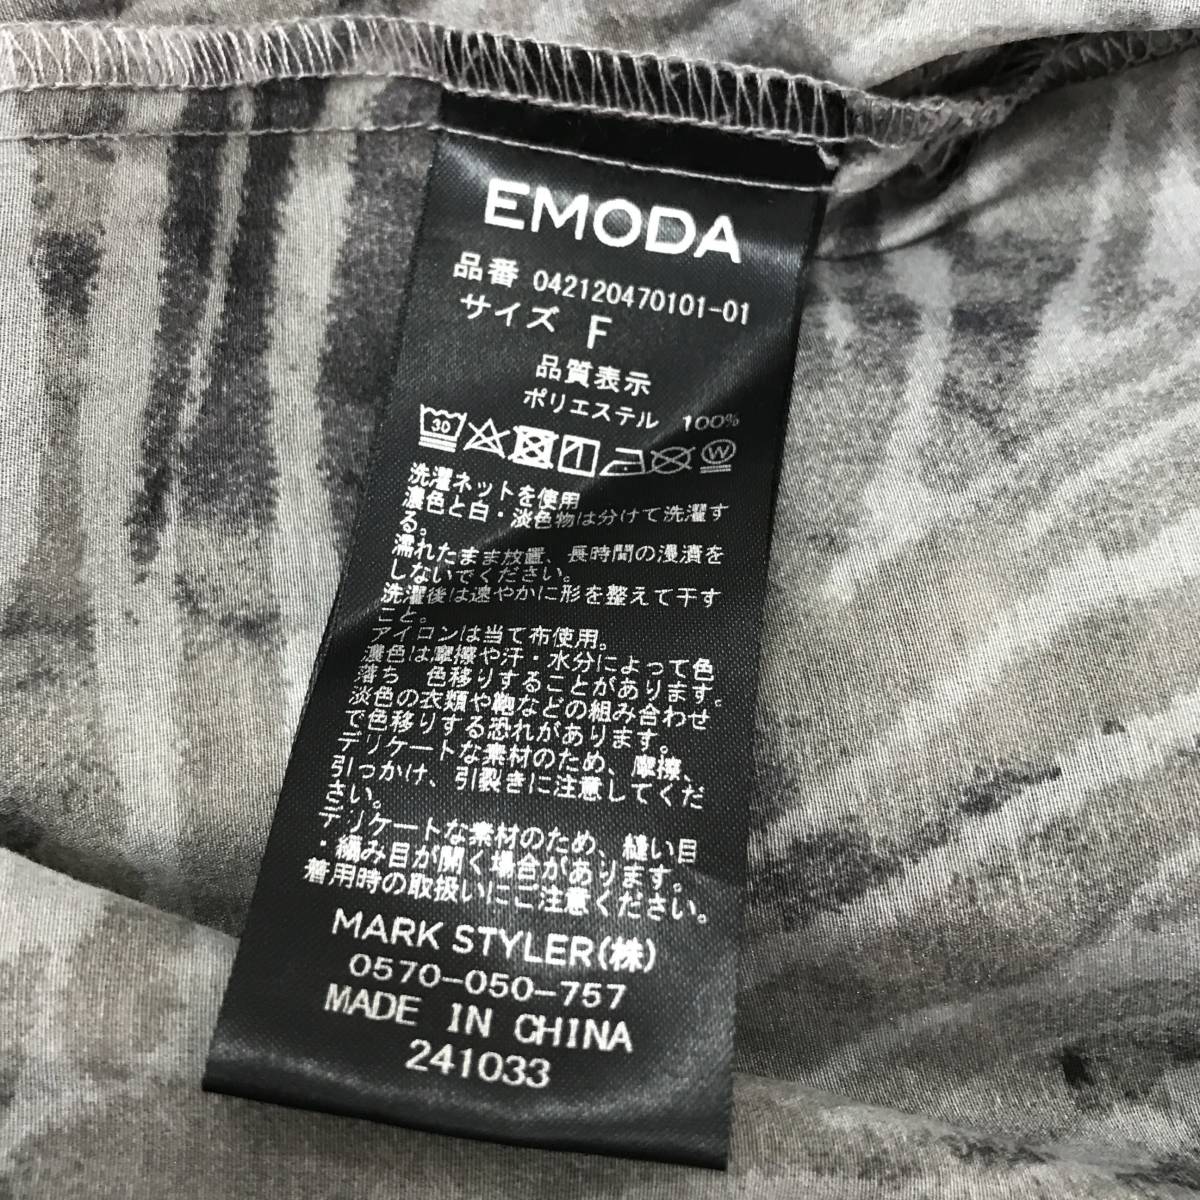 EMODA
品番 042120470101-01
サイズ F
品質表示
ポリエステル 100%
30
W
洗濯ネットを使用
濃色と白・淡色物は分けて洗濯す
る。
濡れたまま放置、長時間の浸漬を
しないでください。
洗濯後は速やかに形を整えて干す
こと。
アイロンは当て布使用。
濃色は摩擦や汗・水分によって色
落ち 色移りすることがあります。
淡色の衣類や鞄などの組み合わせ
で色移りする恐れがあります。
デリケートな素材のため、摩擦、
引っかけ、引裂きに注意してくだ
さい。
デリケートな素材のため、縫い目
・編み目が開く場合があります。
着用時の取扱いにご注意ください。
MARK STYLER(株)
0570-050-757
MADE IN CHINA
241033